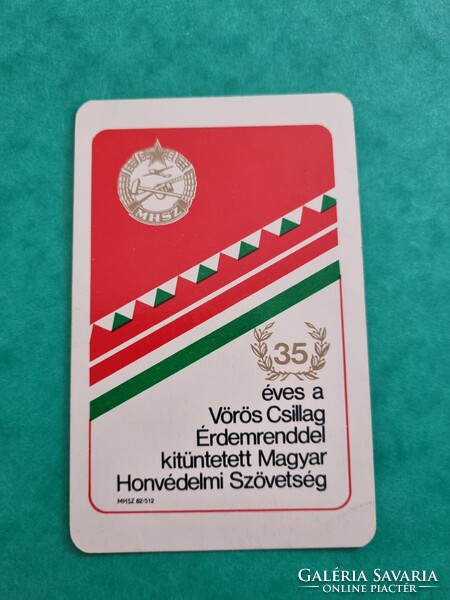 MHSZ
35
éves a
Vörös Csillag
Érdemrenddel
kitüntetett Magyar
Honvédelmi Szövetség
MHSZ 82/512
GALÉRIA SAVARIA
ONLINE PIACTÉR